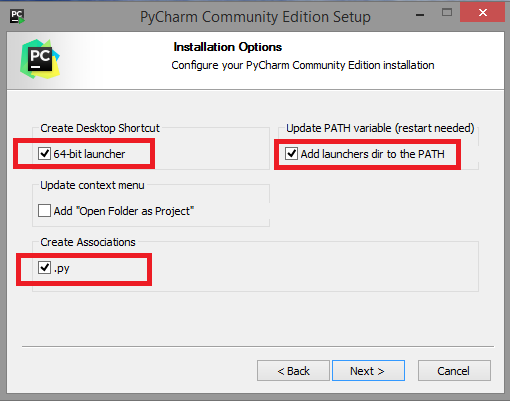 PC
PyCharm Community Edition Setup
PC
Installation Options
Configure your PyCharm Community Edition installation
Create Desktop Shortcut
64-bit launcher
Update PATH variable (restart needed)
Add launchers dir to the PATH
Update context menu
Add "Open Folder as Project"
Create Associations
.py
< Back
Next >
Cancel